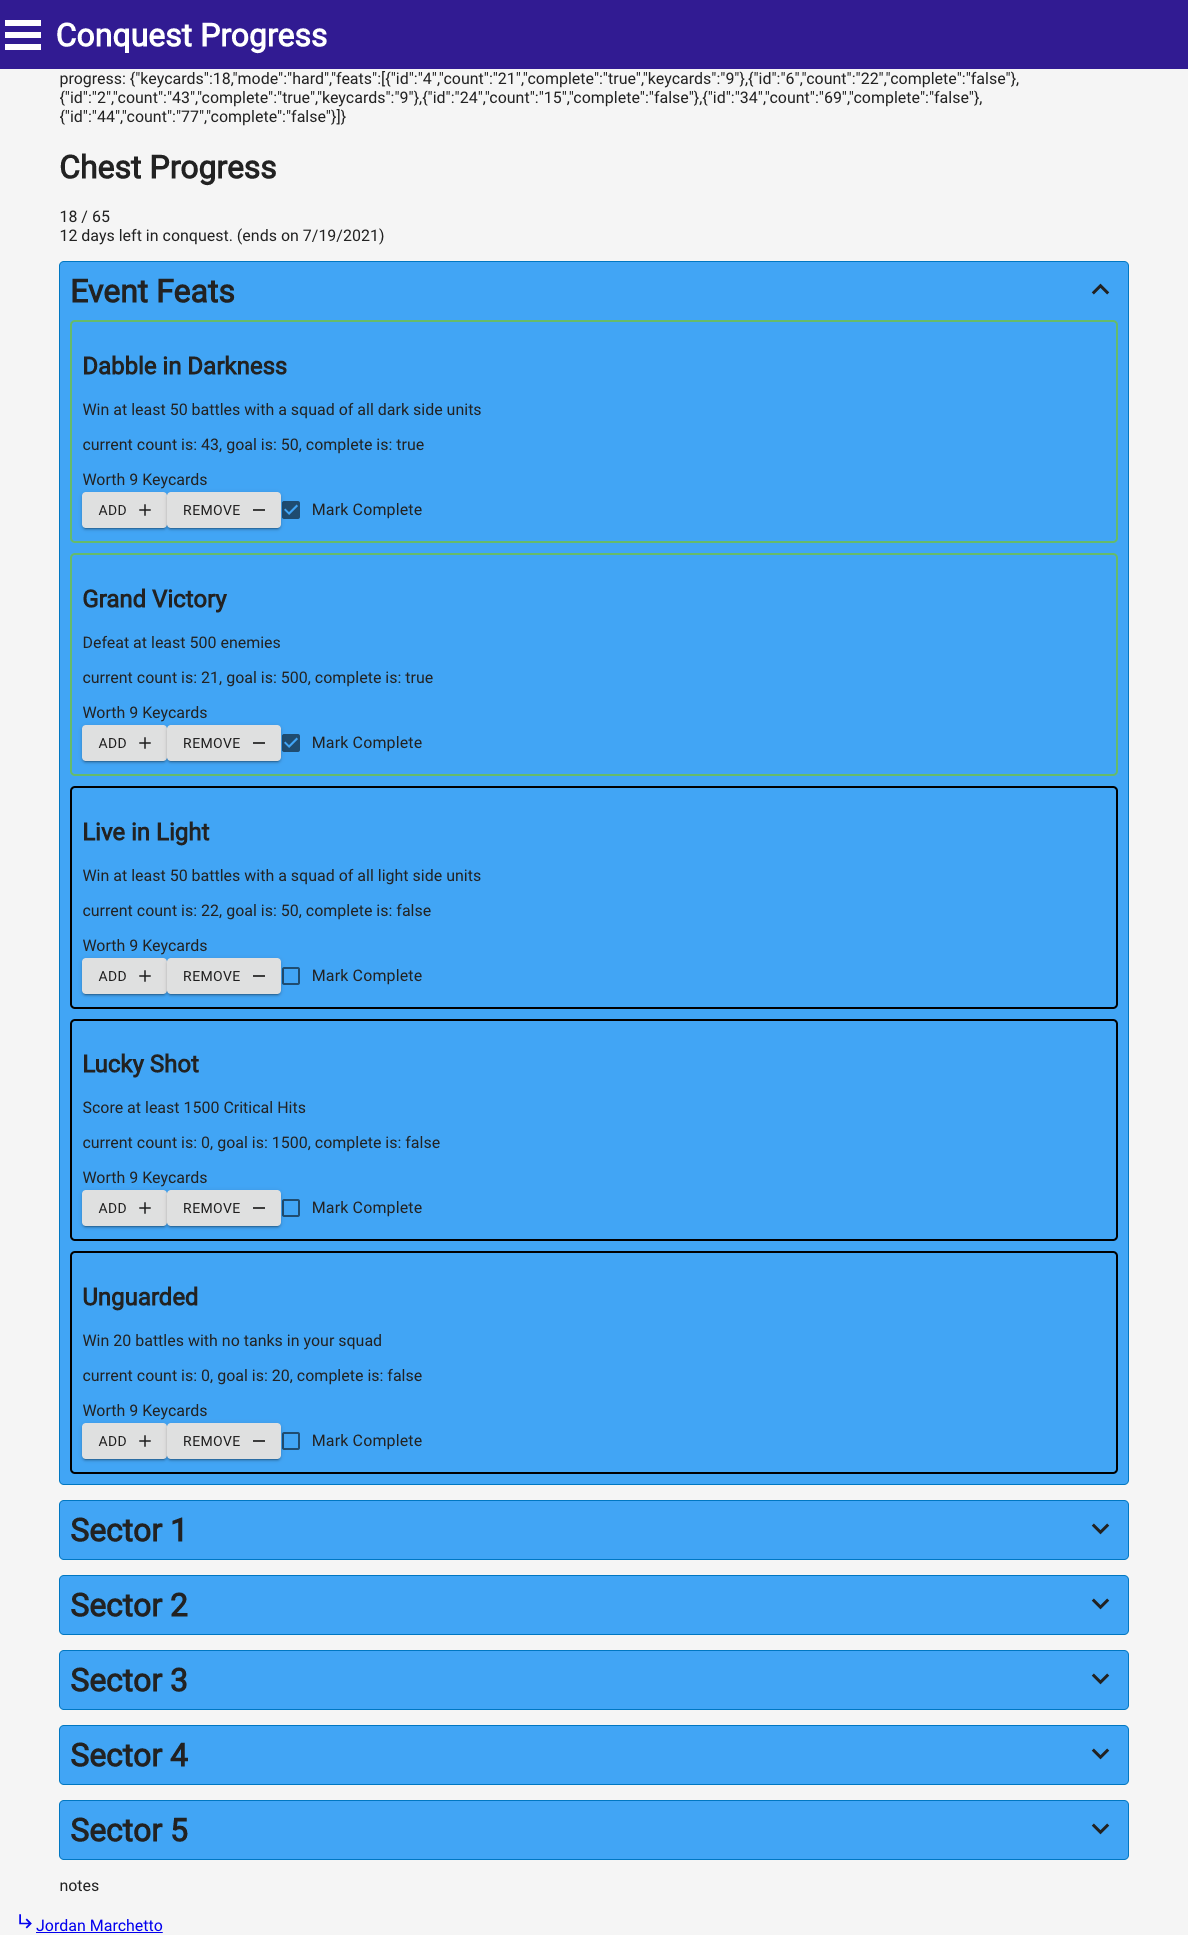 Conquest Progress
progress: {"keycards":18,"mode":"hard","feats":[{"id":"4","count":"21","complete":"true","keycards":"9"},{"id":"6","count":"22","complete":"false"},
{"id":"2","count":"43","complete":"true","keycards":"9"},{"id":"24","count":"15","complete":"false"},{"id":"34","count":"69","complete":"false"},
{"id":"44","count":"77","complete":"false"}]}
Chest Progress
18 / 65
12 days left in conquest. (ends on 7/19/2021)
Event Feats
Dabble in Darkness
Win at least 50 battles with a squad of all dark side units
current count is: 43, goal is: 50, complete is: true
Worth 9 Keycards
ADD REMOVE Mark Complete
Grand Victory
Defeat at least 500 enemies
current count is: 21, goal is: 500, complete is: true
Worth 9 Keycards
ADD REMOVE Mark Complete
Live in Light
Win at least 50 battles with a squad of all light side units
current count is: 22, goal is: 50, complete is: false
Worth 9 Keycards
ADD REMOVE Mark Complete
Lucky Shot
Score at least 1500 Critical Hits
current count is: 0, goal is: 1500, complete is: false
Worth 9 Keycards
ADD REMOVE Mark Complete
Unguarded
Win 20 battles with no tanks in your squad
current count is: 0, goal is: 20, complete is: false
Worth 9 Keycards
ADD REMOVE Mark Complete
Sector 1
Sector 2
Sector 3
Sector 4
Sector 5
notes
Jordan Marchetto